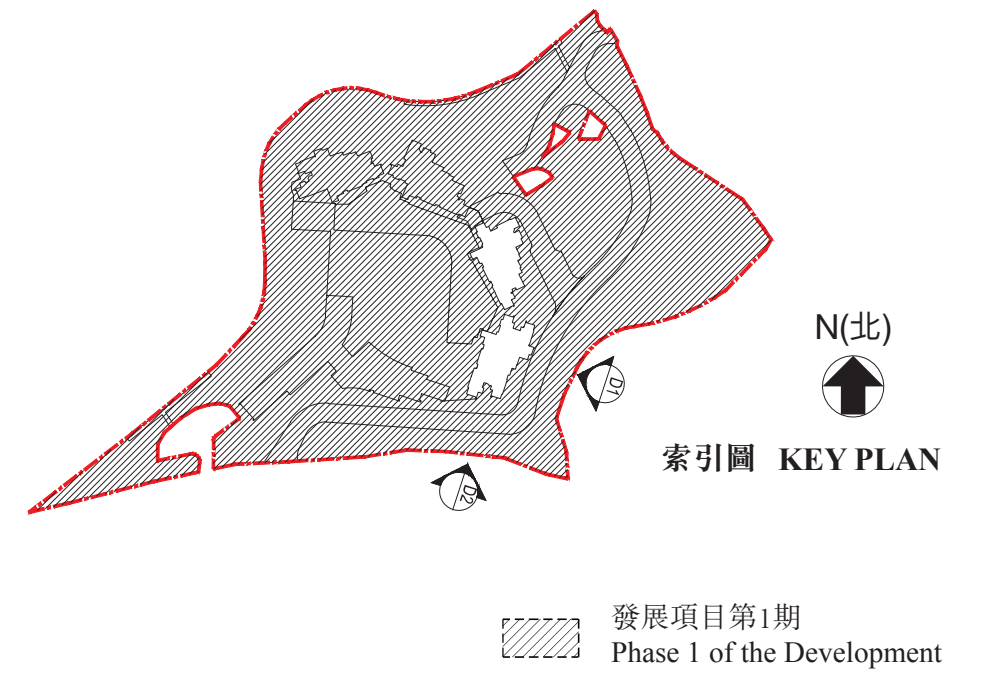 N(北)
D1
索引圖 KEY PLAN
D2
發展項目第1期
Phase 1 of the Development